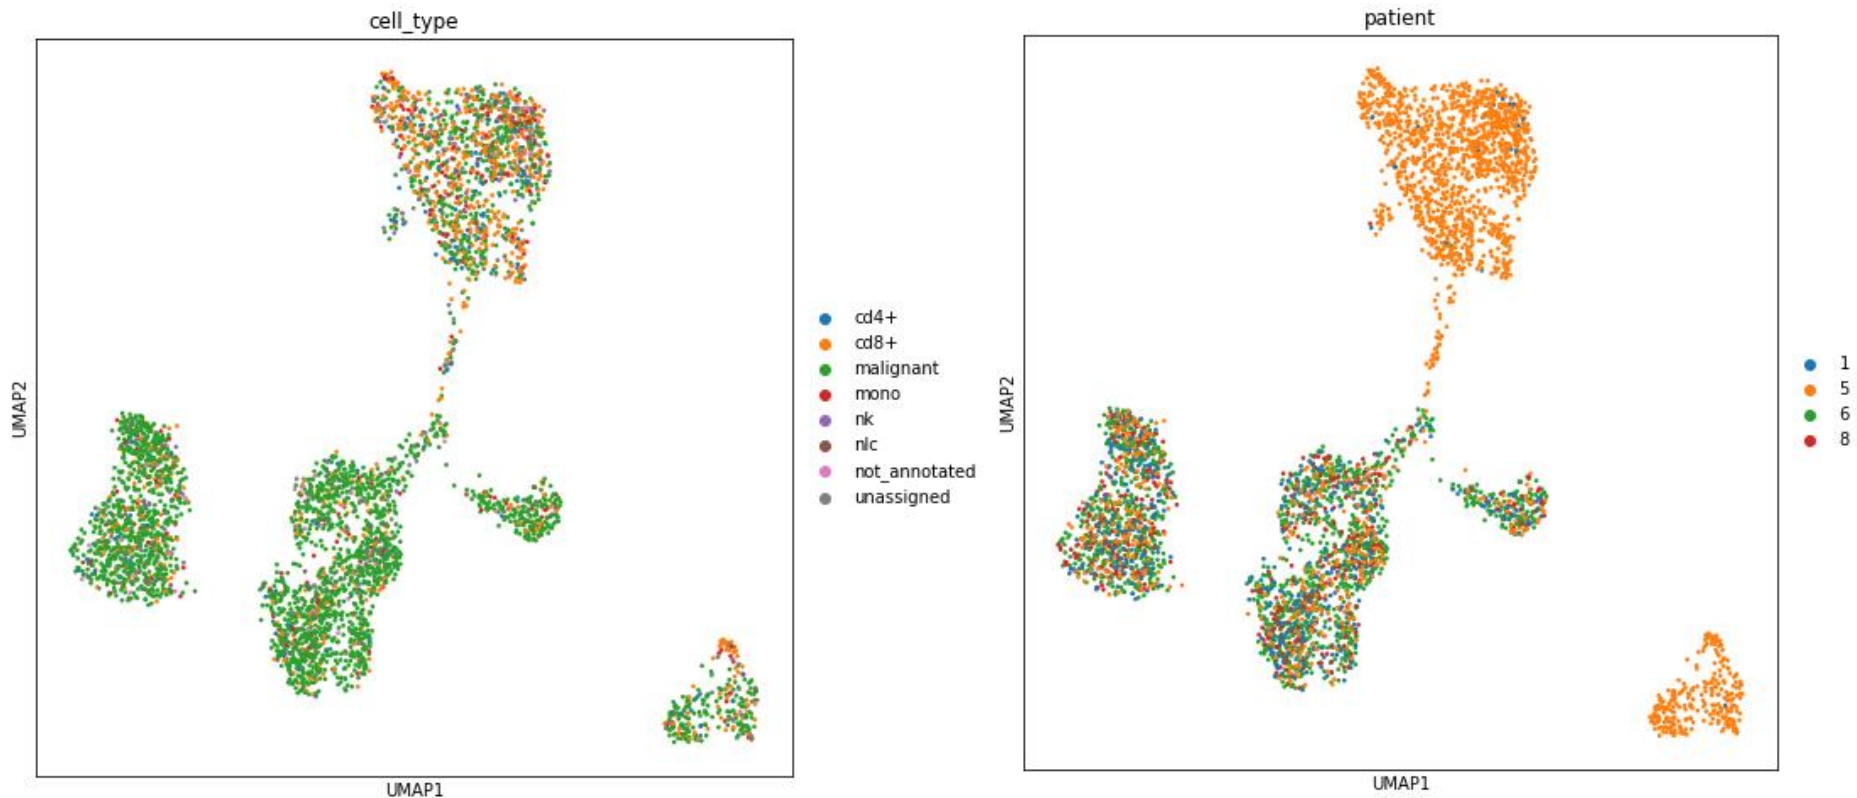 cell_type
UMAP2
UMAP1
cd4+
cd8+
malignant
mono
nk
nlc
not_annotated
unassigned
patient
UMAP2
UMAP1
1
5
6
8